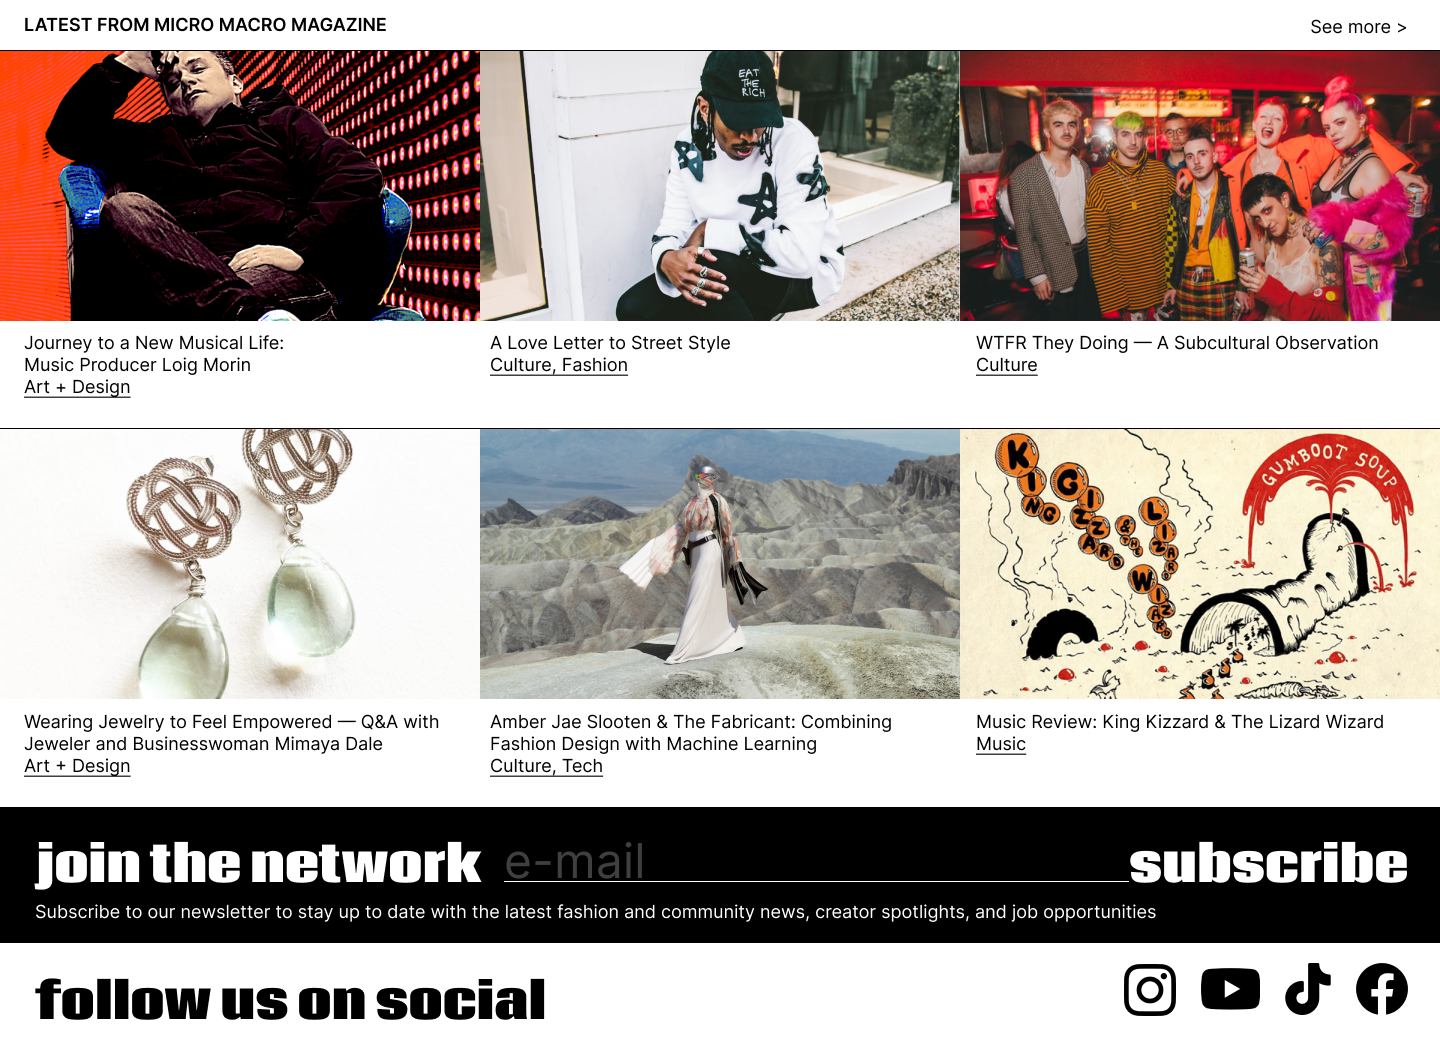 LATEST FROM MICRO MACRO MAGAZINE
See more >
EAT
THE
RICH
Journey to a New Musical Life:
Music Producer Loig Morin
Art + Design
A Love Letter to Street Style
Culture, Fashion
WTFR They Doing — A Subcultural Observation
Culture
KING
GIZZARD
& THE
LIZARD
WIZARD
GUMBOOT SOUP
Wearing Jewelry to Feel Empowered — Q&A with
Jeweler and Businesswoman Mimaya Dale
Art + Design
Amber Jae Slooten & The Fabricant: Combining
Fashion Design with Machine Learning
Culture, Tech
Music Review: King Kizzard & The Lizard Wizard
Music
join the network
e-mail
subscribe
Subscribe to our newsletter to stay up to date with the latest fashion and community news, creator spotlights, and job opportunities
follow us on social